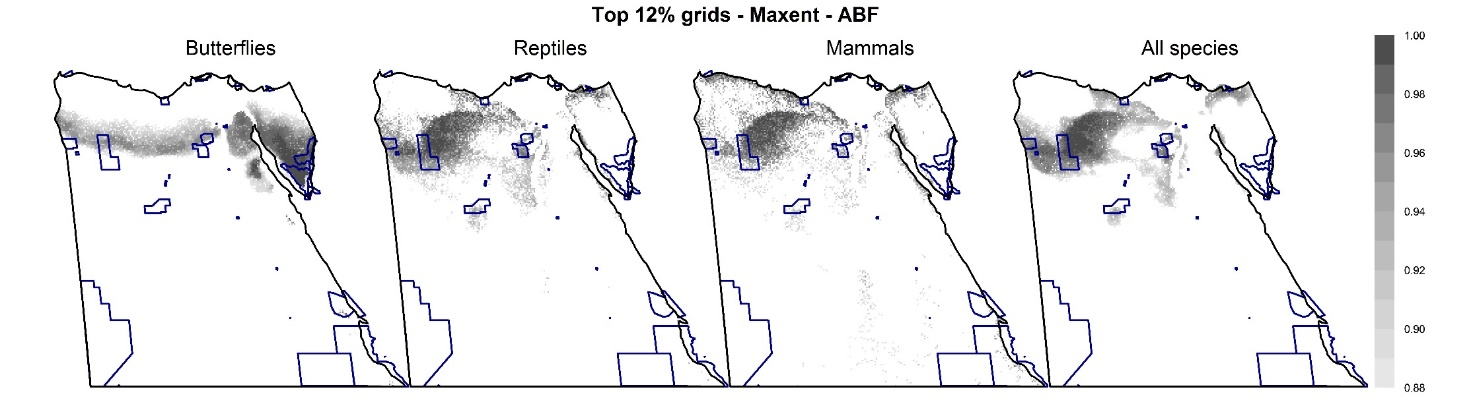 Top 12% grids - Maxent - ABF
Butterflies
Reptiles
Mammals
All species
1.00
0.98
0.96
0.94
0.92
0.90
0.88